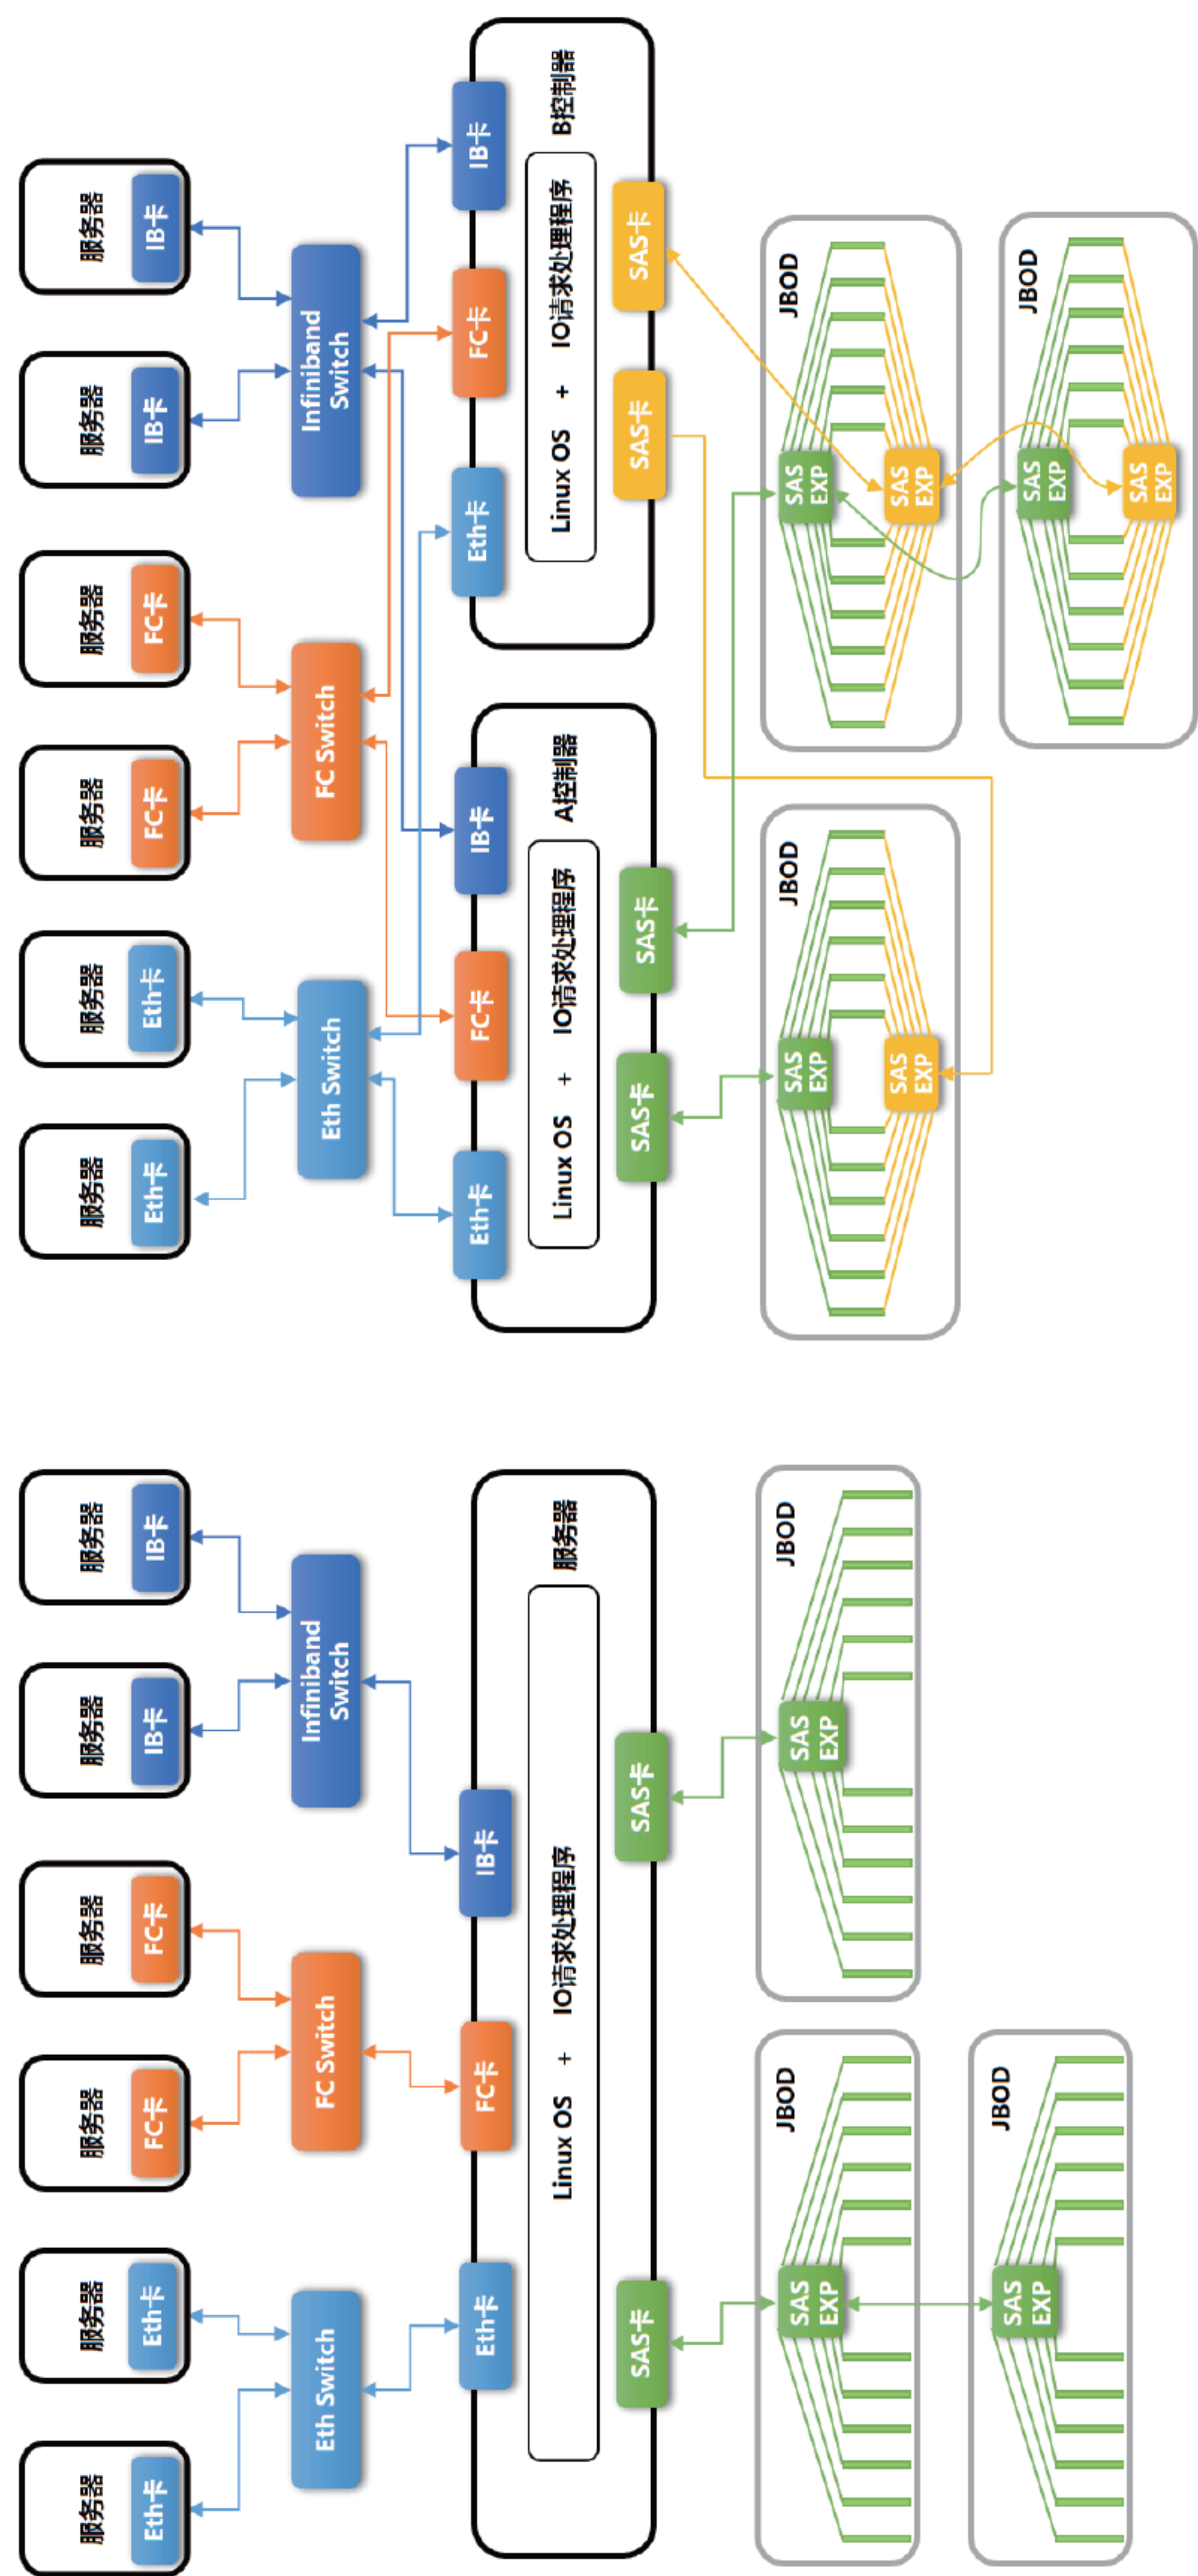 服务器
Eth卡
服务器
Eth卡
服务器
FC卡
服务器
FC卡
服务器
IB卡
服务器
IB卡
Eth Switch
FC Switch
Infiniband
Switch
Eth卡
FC卡
IB卡
Linux OS + IO请求处理程序
服务器
SAS卡
SAS卡
JBOD
SAS
EXP
JBOD
SAS
EXP
JBOD
SAS
EXP
服务器
Eth卡
服务器
Eth卡
服务器
FC卡
服务器
FC卡
服务器
IB卡
服务器
IB卡
Eth Switch
FC Switch
Infiniband
Switch
Eth卡
FC卡
IB卡
Linux OS + IO请求处理程序
A控制器
SAS卡
SAS卡
Eth卡
FC卡
IB卡
Linux OS + IO请求处理程序
B控制器
SAS卡
SAS卡
JBOD
SAS
EXP
SAS
EXP
JBOD
SAS
EXP
SAS
EXP
JBOD
SAS
EXP
SAS
EXP